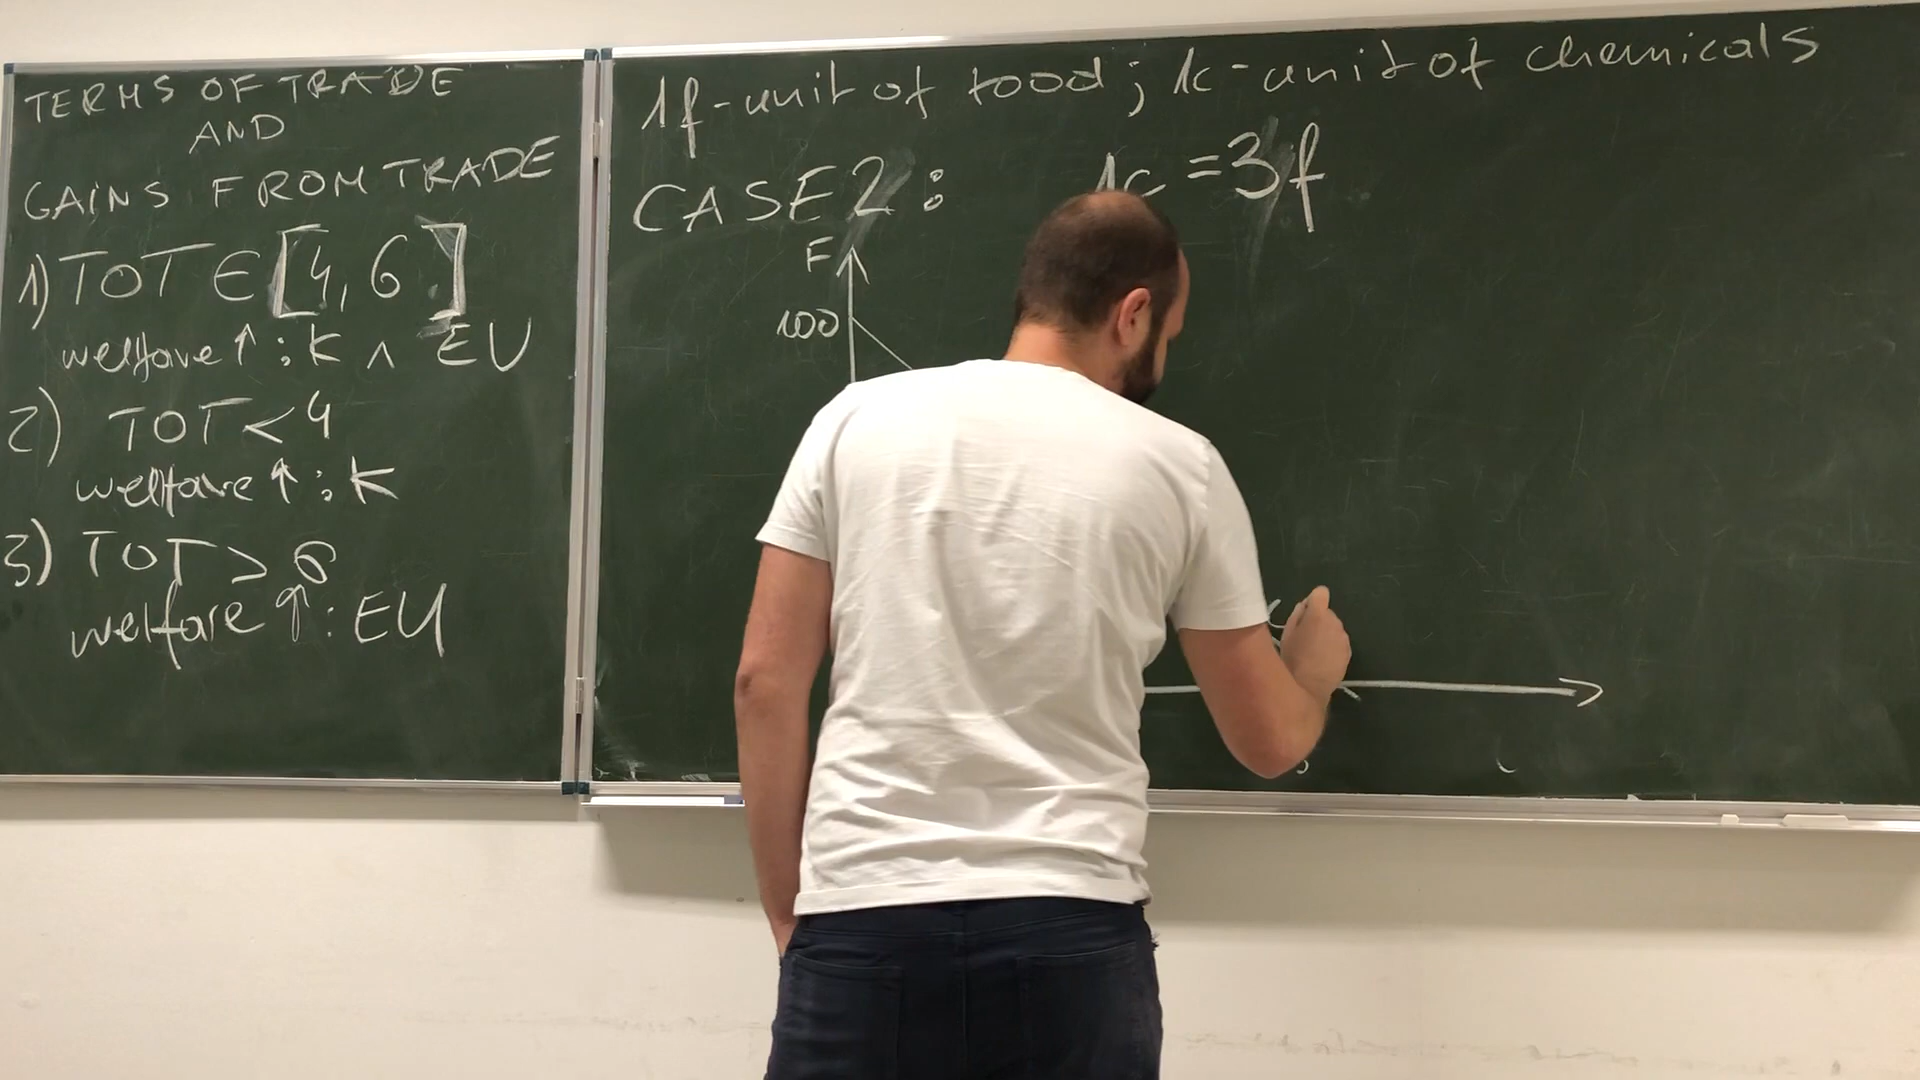 TERMS OF TRADE
AND
GAINS FROM TRADE
1) TOT ∈ [4, 6]
welfare ↑ : K ∧ EU
2) TOT < 4
welfare ↑ : K
3) TOT > 6
welfare ↑ : EU
1f - unit of food ; 1c - unit of chemicals
CASE 2 : 1c = 3f
F
100